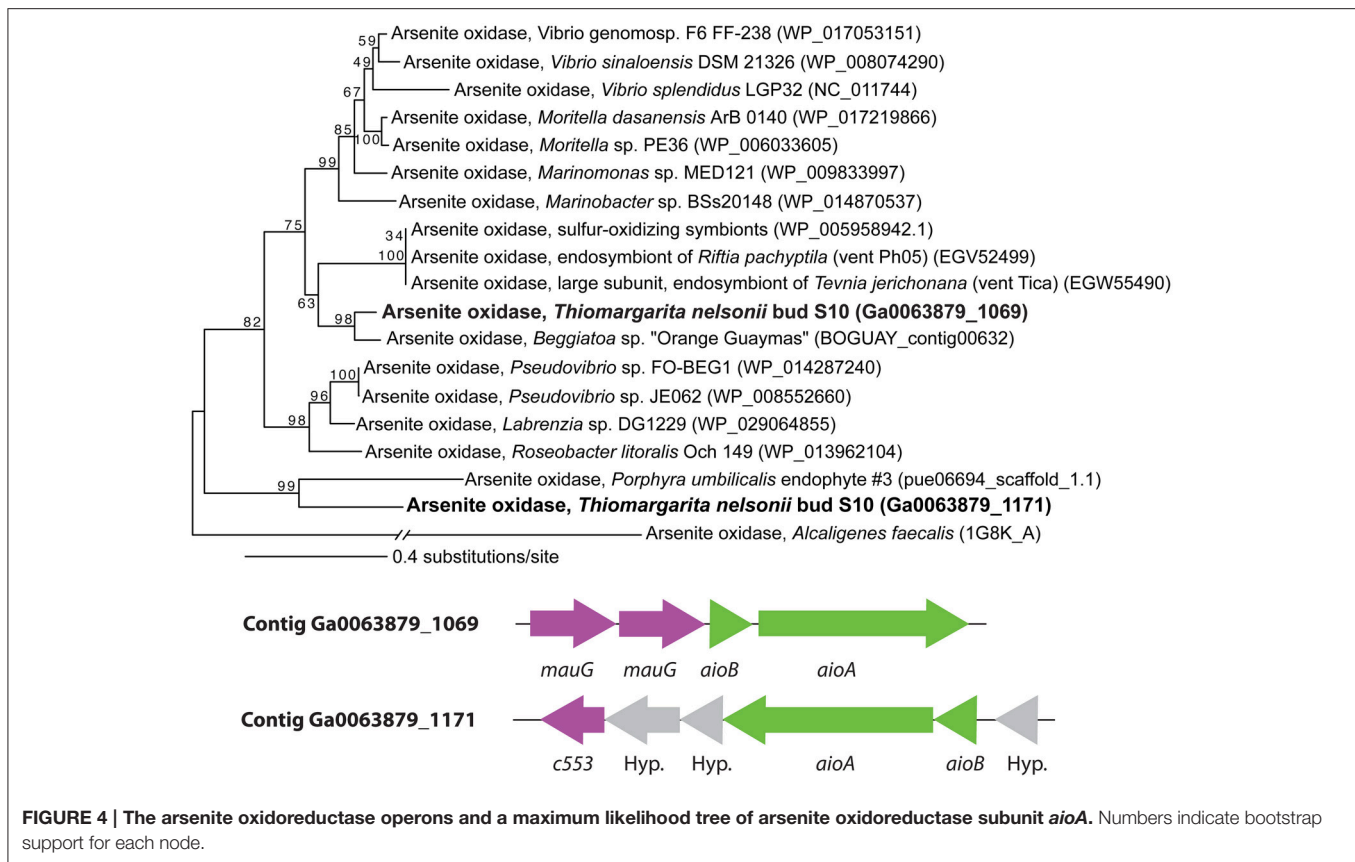 Arsenite oxidase, Vibrio genomosp. F6 FF-238 (WP_017053151)
59
Arsenite oxidase, Vibrio sinaloensis DSM 21326 (WP_008074290)
49
Arsenite oxidase, Vibrio splendidus LGP32 (NC_011744)
67
Arsenite oxidase, Moritella dasanensis ArB 0140 (WP_017219866)
85
100
Arsenite oxidase, Moritella sp. PE36 (WP_006033605)
99
Arsenite oxidase, Marinomonas sp. MED121 (WP_009833997)
Arsenite oxidase, Marinobacter sp. BSs20148 (WP_014870537)
75
34
Arsenite oxidase, sulfur-oxidizing symbionts (WP_005958942.1)
100
Arsenite oxidase, endosymbiont of Riftia pachyptila (vent Ph05) (EGV52499)
Arsenite oxidase, large subunit, endosymbiont of Tevnia jerichonana (vent Tica) (EGW55490)
63
Arsenite oxidase, Thiomargarita nelsonii bud S10 (Ga0063879_1069)
82
98
Arsenite oxidase, Beggiatoa sp. "Orange Guaymas" (BOGUAY_contig00632)
Arsenite oxidase, Pseudovibrio sp. FO-BEG1 (WP_014287240)
100
96
Arsenite oxidase, Pseudovibrio sp. JE062 (WP_008552660)
98
Arsenite oxidase, Labrenzia sp. DG1229 (WP_029064855)
Arsenite oxidase, Roseobacter litoralis Och 149 (WP_013962104)
Arsenite oxidase, Porphyra umbilicalis endophyte #3 (pue06694_scaffold_1.1)
99
Arsenite oxidase, Thiomargarita nelsonii bud S10 (Ga0063879_1171)
Arsenite oxidase, Alcaligenes faecalis (1G8K_A)
0.4 substitutions/site
Contig Ga0063879_1069
mauG mauG aioB aioA
Contig Ga0063879_1171
c553 Hyp. Hyp. aioA aioB Hyp.
FIGURE 4 | The arsenite oxidoreductase operons and a maximum likelihood tree of arsenite oxidoreductase subunit aioA. Numbers indicate bootstrap
support for each node.